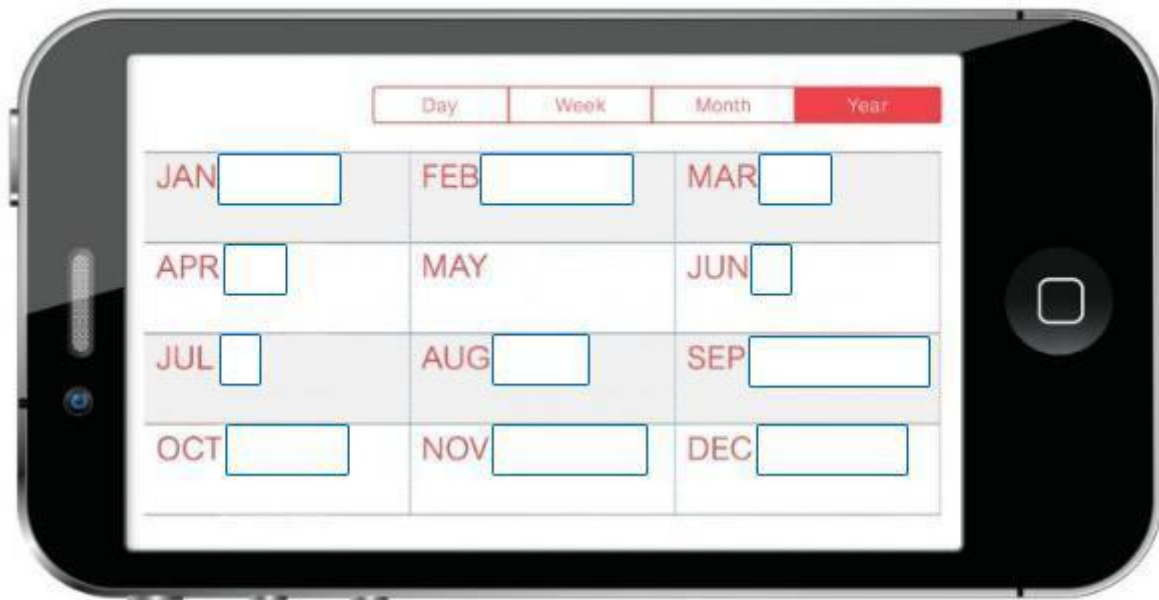 Day Week Month Year
JAN FEB MAR
APR MAY JUN
JUL AUG SEP
OCT NOV DEC